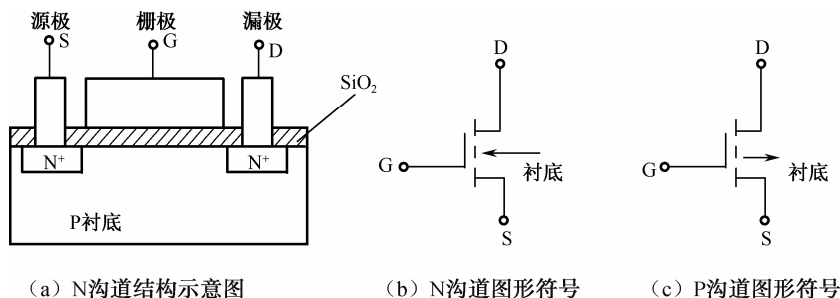 源极 栅极 漏极
S G D
SiO₂
N⁺ N⁺
P衬底
D
G 衬底
S
D
G 衬底
S
（a）N沟道结构示意图 （b）N沟道图形符号 （c）P沟道图形符号